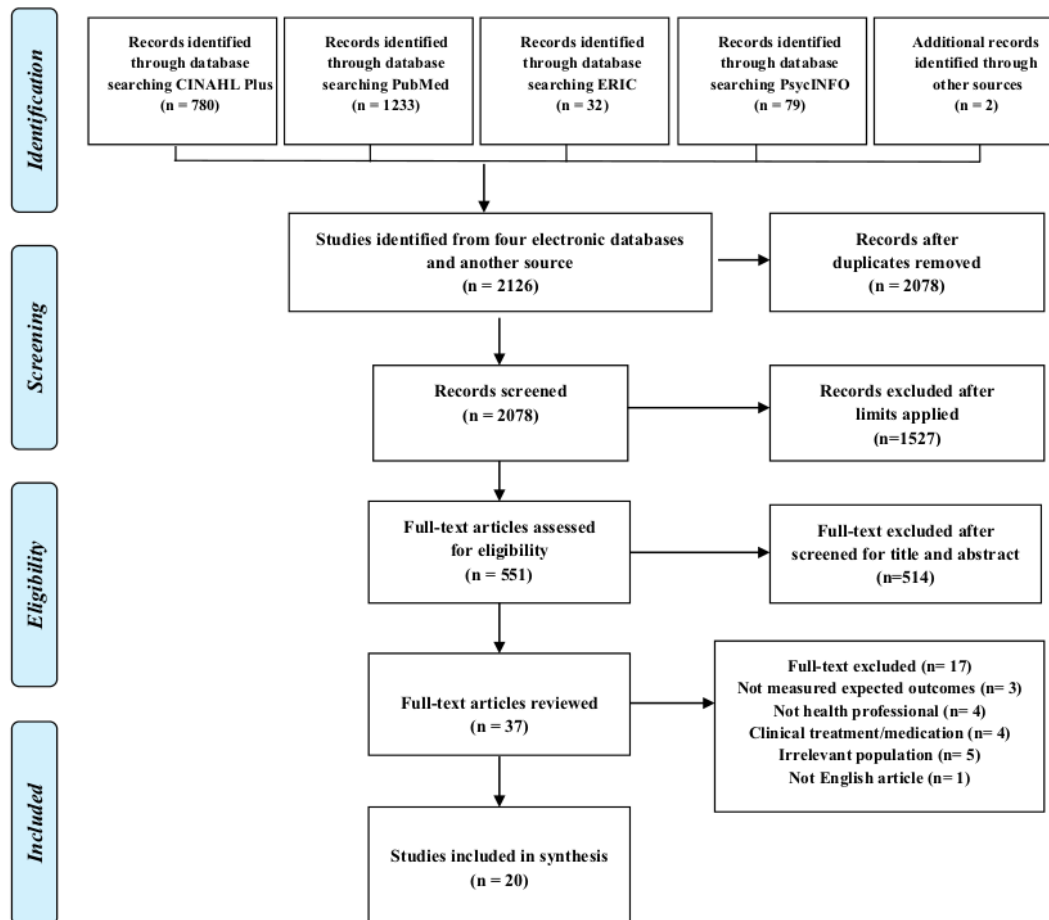 Identification
Records identified
through database
searching CINAHL Plus
(n = 780)
Records identified
through database
searching PubMed
(n = 1233)
Records identified
through database
searching ERIC
(n = 32)
Records identified
through database
searching PsycINFO
(n = 79)
Additional records
identified through
other sources
(n = 2)
Screening
Studies identified from four electronic databases
and another source
(n = 2126)
Records after
duplicates removed
(n = 2078)
Records screened
(n = 2078)
Records excluded after
limits applied
(n=1527)
Eligibility
Full-text articles assessed
for eligibility
(n = 551)
Full-text excluded after
screened for title and abstract
(n=514)
Full-text articles reviewed
(n = 37)
Full-text excluded (n= 17)
Not measured expected outcomes (n= 3)
Not health professional (n= 4)
Clinical treatment/medication (n= 4)
Irrelevant population (n= 5)
Not English article (n= 1)
Included
Studies included in synthesis
(n = 20)